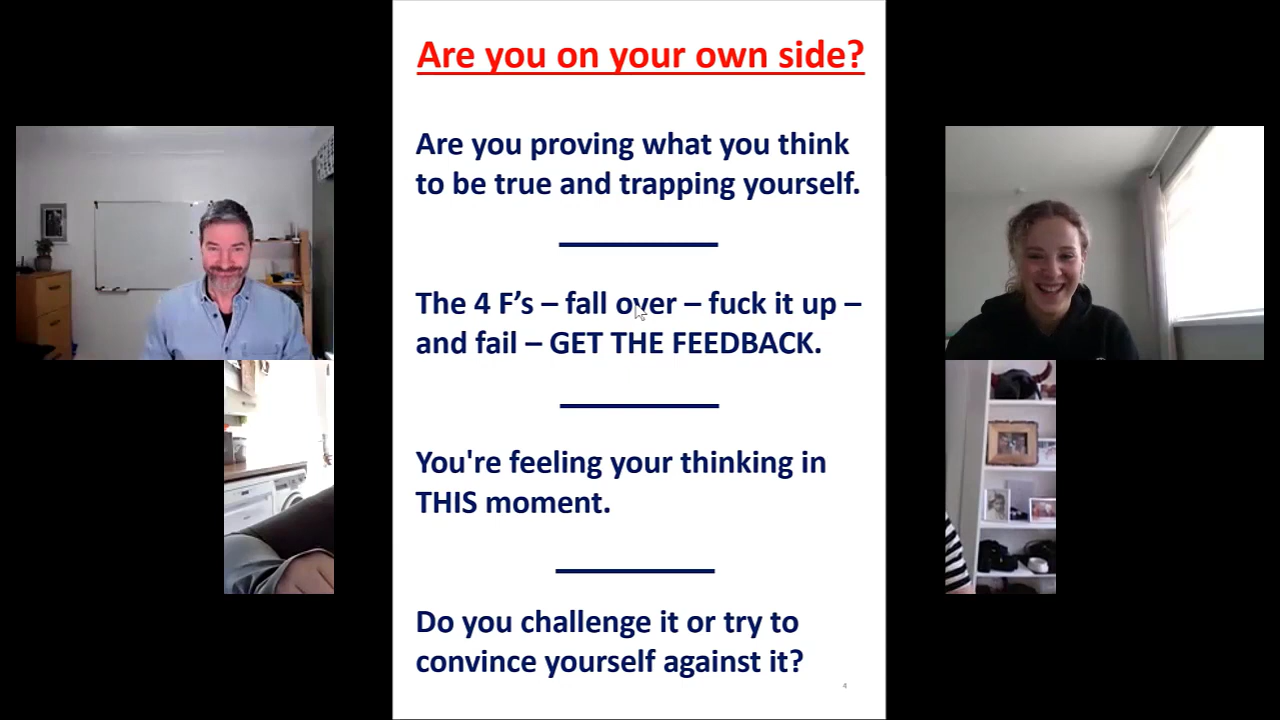 Are you on your own side?
Are you proving what you think
to be true and trapping yourself.
The 4 F’s – fall over – fuck it up –
and fail – GET THE FEEDBACK.
You're feeling your thinking in
THIS moment.
Do you challenge it or try to
convince yourself against it?
4